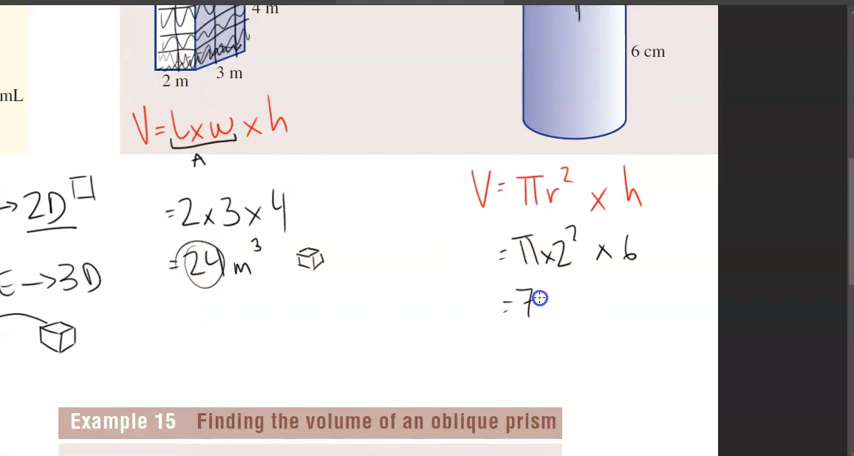 4 m
2 m
3 m
6 cm
mL
V = L x w x h
A
V = πr² x h
→ 2D
= 2 x 3 x 4
= π x 2² x 6
= 24 m³
E → 3D
= 7
Example 15 Finding the volume of an oblique prism